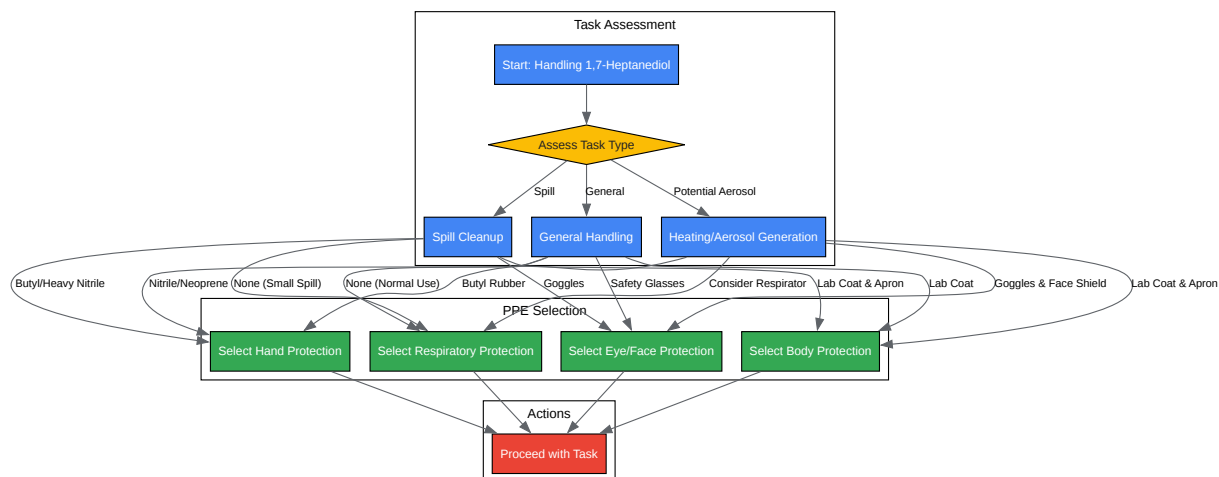 Task Assessment
Start: Handling 1,7-Heptanediol
Assess Task Type
Spill
General
Potential Aerosol
Spill Cleanup
General Handling
Heating/Aerosol Generation
Butyl/Heavy Nitrile
Nitrile/Neoprene
None (Small Spill)
None (Normal Use)
Butyl Rubber
Goggles
Safety Glasses
Consider Respirator
Lab Coat & Apron
Lab Coat
Goggles & Face Shield
Lab Coat & Apron
PPE Selection
Select Hand Protection
Select Respiratory Protection
Select Eye/Face Protection
Select Body Protection
Actions
Proceed with Task